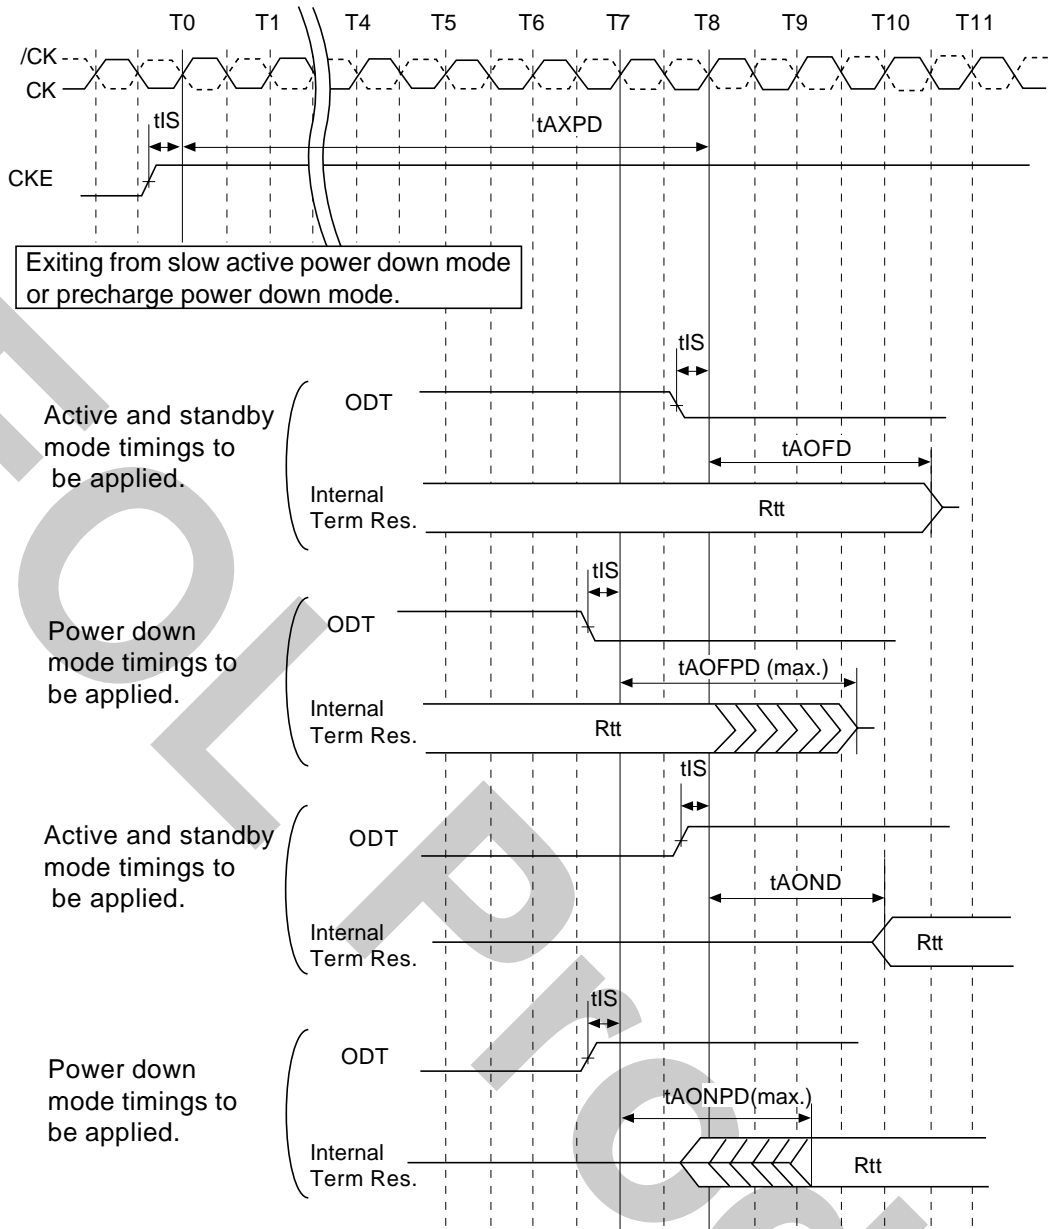 T0 T1 T4 T5 T6 T7 T8 T9 T10 T11
/CK
CK
tIS
tAXPD
CKE
Exiting from slow active power down mode
or precharge power down mode.
tIS
ODT
Active and standby
mode timings to
be applied.
tAOFD
Internal
Term Res.
Rtt
tIS
ODT
Power down
mode timings to
be applied.
tAOFPD (max.)
Internal
Term Res.
Rtt
tIS
Active and standby
mode timings to
be applied.
ODT
tAOND
Internal
Term Res.
Rtt
tIS
ODT
Power down
mode timings to
be applied.
tAONPD(max.)
Internal
Term Res.
Rtt